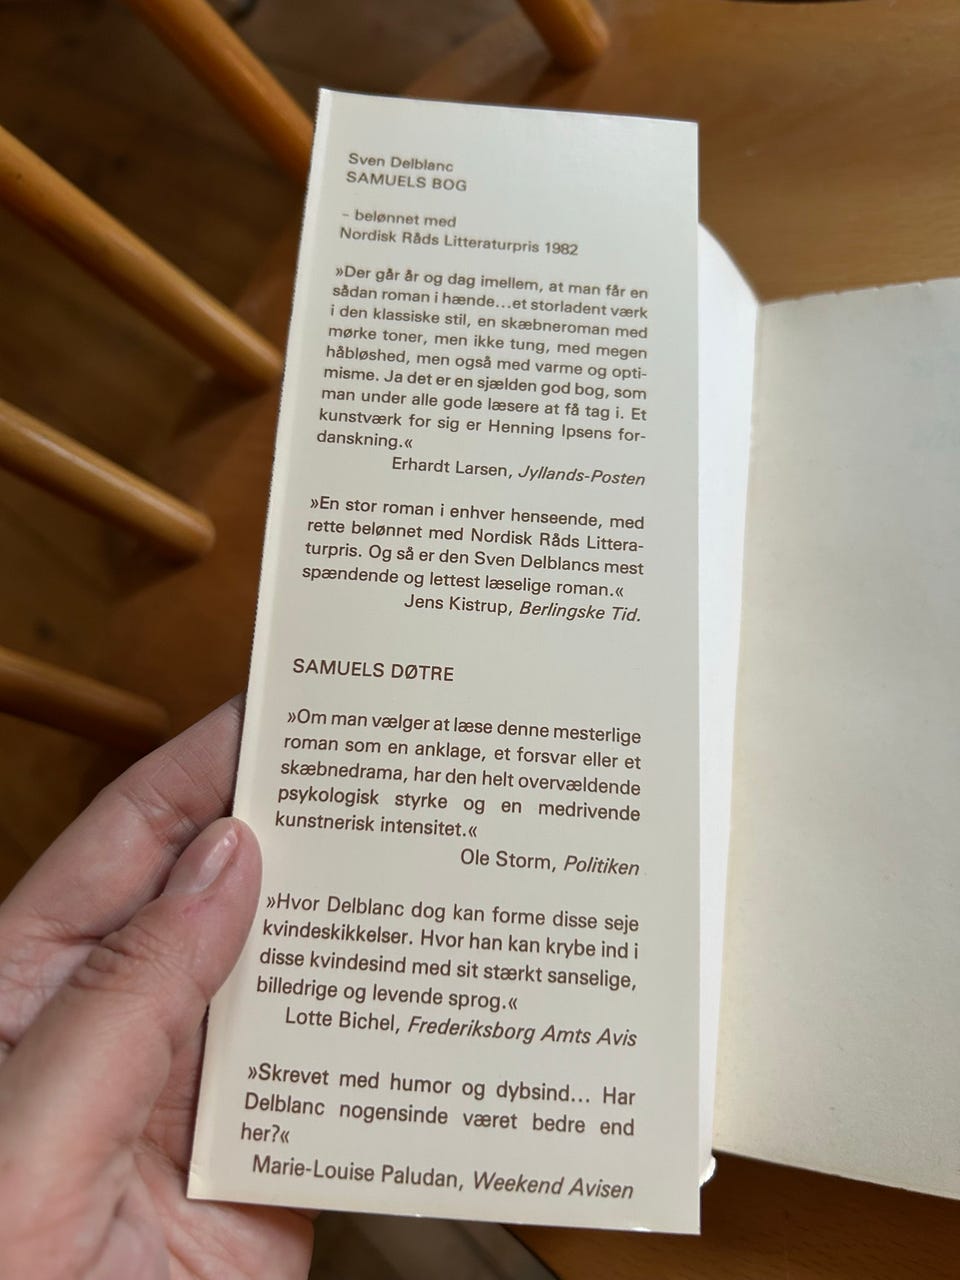 Sven Delblanc
SAMUELS BOG
– belønnet med
Nordisk Råds Litteraturpris 1982
»Der går år og dag imellem, at man får en
sådan roman i hænde...et storladent værk
i den klassiske stil, en skæbneroman med
mørke toner, men ikke tung, med megen
håbløshed, men også med varme og opti-
misme. Ja det er en sjælden god bog, som
man under alle gode læsere at få tag i. Et
kunstværk for sig er Henning Ipsens for-
danskning.«
Erhardt Larsen, Jyllands-Posten
»En stor roman i enhver henseende, med
rette belønnet med Nordisk Råds Littera-
turpris. Og så er den Sven Delblancs mest
spændende og lettest læselige roman.«
Jens Kistrup, Berlingske Tid.
SAMUELS DØTRE
»Om man vælger at læse denne mesterlige
roman som en anklage, et forsvar eller et
skæbnedrama, har den helt overvældende
psykologisk styrke og en medrivende
kunstnerisk intensitet.«
Ole Storm, Politiken
»Hvor Delblanc dog kan forme disse seje
kvindeskikkelser. Hvor han kan krybe ind i
disse kvindesind med sit stærkt sanselige,
billedrige og levende sprog.«
Lotte Bichel, Frederiksborg Amts Avis
»Skrevet med humor og dybsind... Har
Delblanc nogensinde været bedre end
her?«
Marie-Louise Paludan, Weekend Avisen